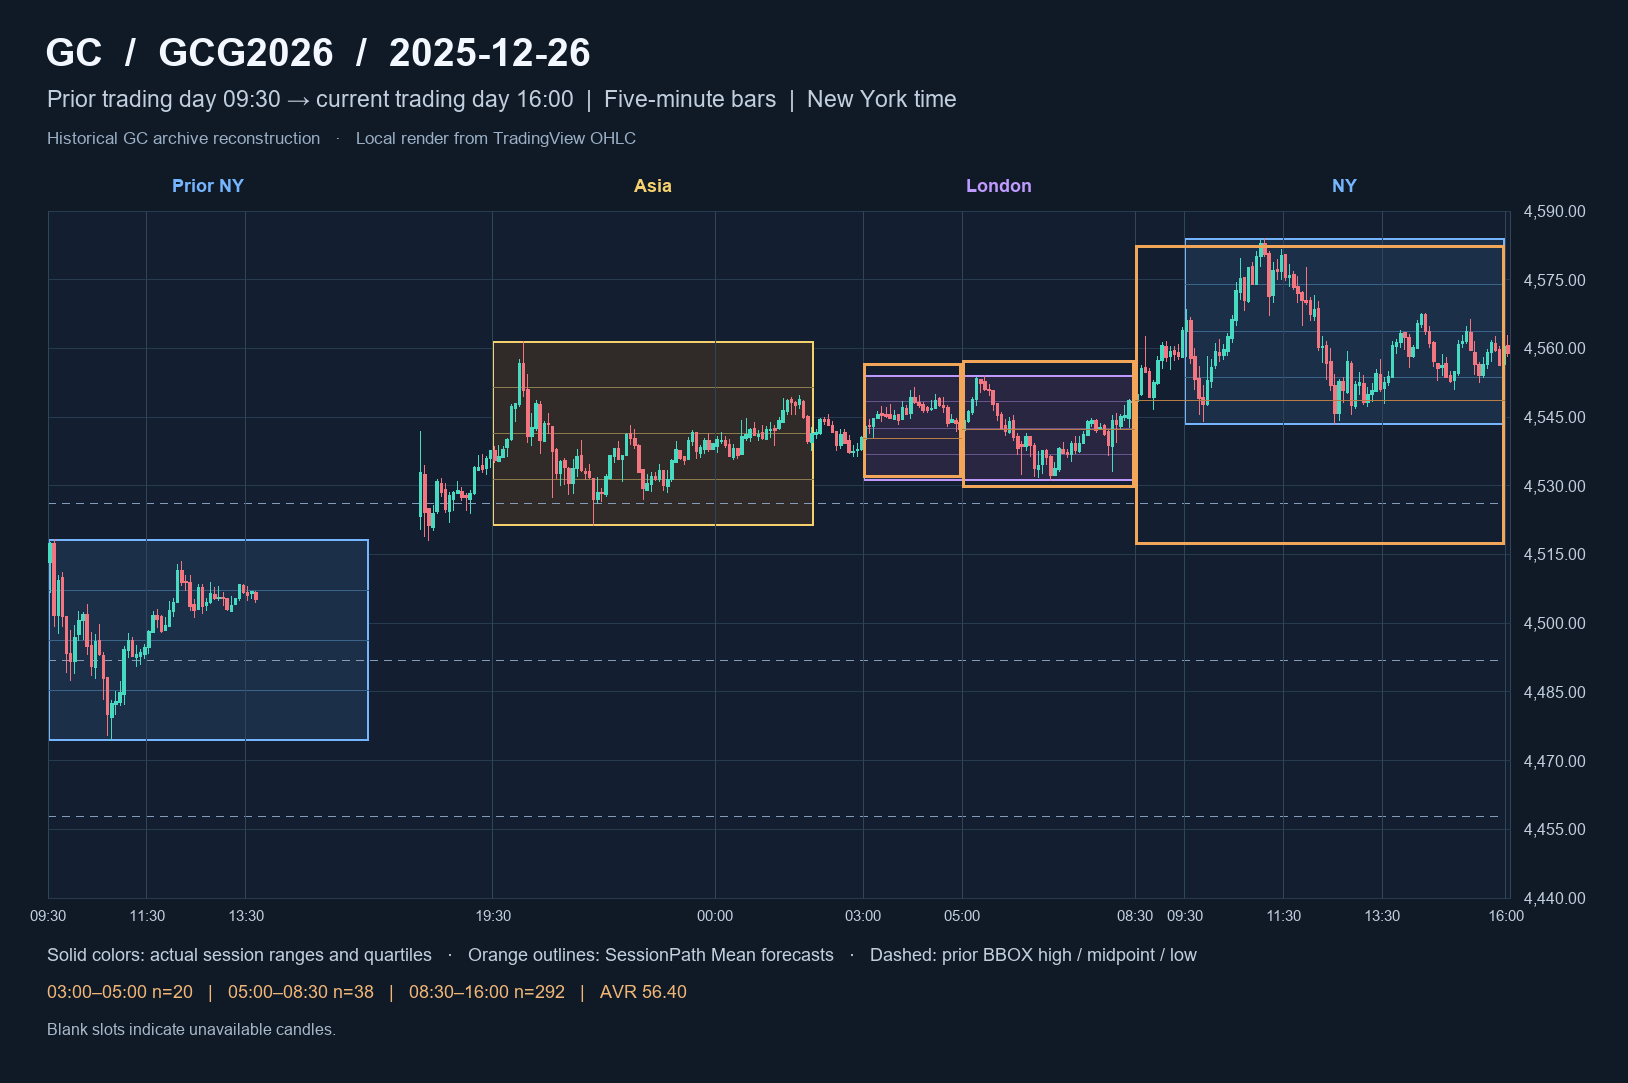 GC / GCG2026 / 2025-12-26
Prior trading day 09:30 → current trading day 16:00 | Five-minute bars | New York time
Historical GC archive reconstruction · Local render from TradingView OHLC
Prior NY Asia London NY
4,590.00
4,575.00
4,560.00
4,545.00
4,530.00
4,515.00
4,500.00
4,485.00
4,470.00
4,455.00
4,440.00
09:30 11:30 13:30 19:30 00:00 03:00 05:00 08:30 09:30 11:30 13:30 16:00
Solid colors: actual session ranges and quartiles · Orange outlines: SessionPath Mean forecasts · Dashed: prior BBOX high / midpoint / low
03:00–05:00 n=20 | 05:00–08:30 n=38 | 08:30–16:00 n=292 | AVR 56.40
Blank slots indicate unavailable candles.